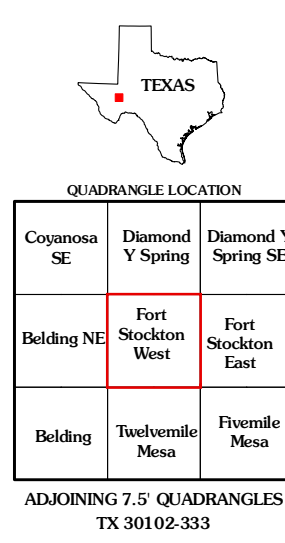 TEXAS
QUADRANGLE LOCATION
Coyanosa
SE
Diamond
Y Spring
Diamond Y
Spring SE
Belding NE
Fort
Stockton
West
Fort
Stockton
East
Belding
Twelvemile
Mesa
Fivemile
Mesa
ADJOINING 7.5' QUADRANGLES
TX 30102-333